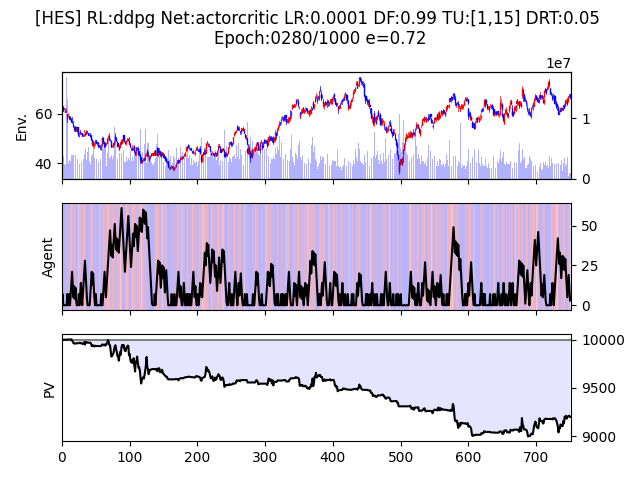 [HES] RL:ddpg Net:actorcritic LR:0.0001 DF:0.99 TU:[1,15] DRT:0.05
Epoch:0280/1000 e=0.72
1e7
Env.
60
40
1
0
Agent
50
25
0
PV
10000
9500
9000
0 100 200 300 400 500 600 700